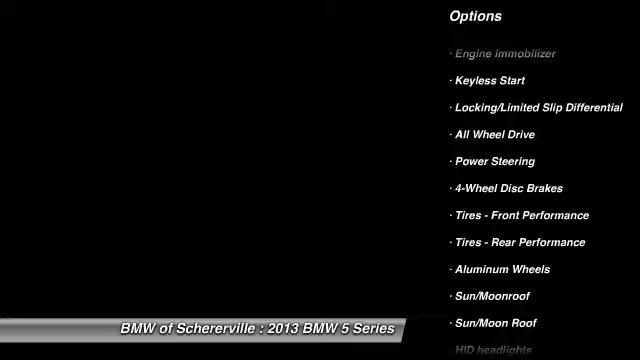 Options
· Engine Immobilizer
· Keyless Start
· Locking/Limited Slip Differential
· All Wheel Drive
· Power Steering
· 4-Wheel Disc Brakes
· Tires - Front Performance
· Tires - Rear Performance
· Aluminum Wheels
· Sun/Moonroof
· Sun/Moon Roof
· HID headlights
BMW of Schererville : 2013 BMW 5 Series